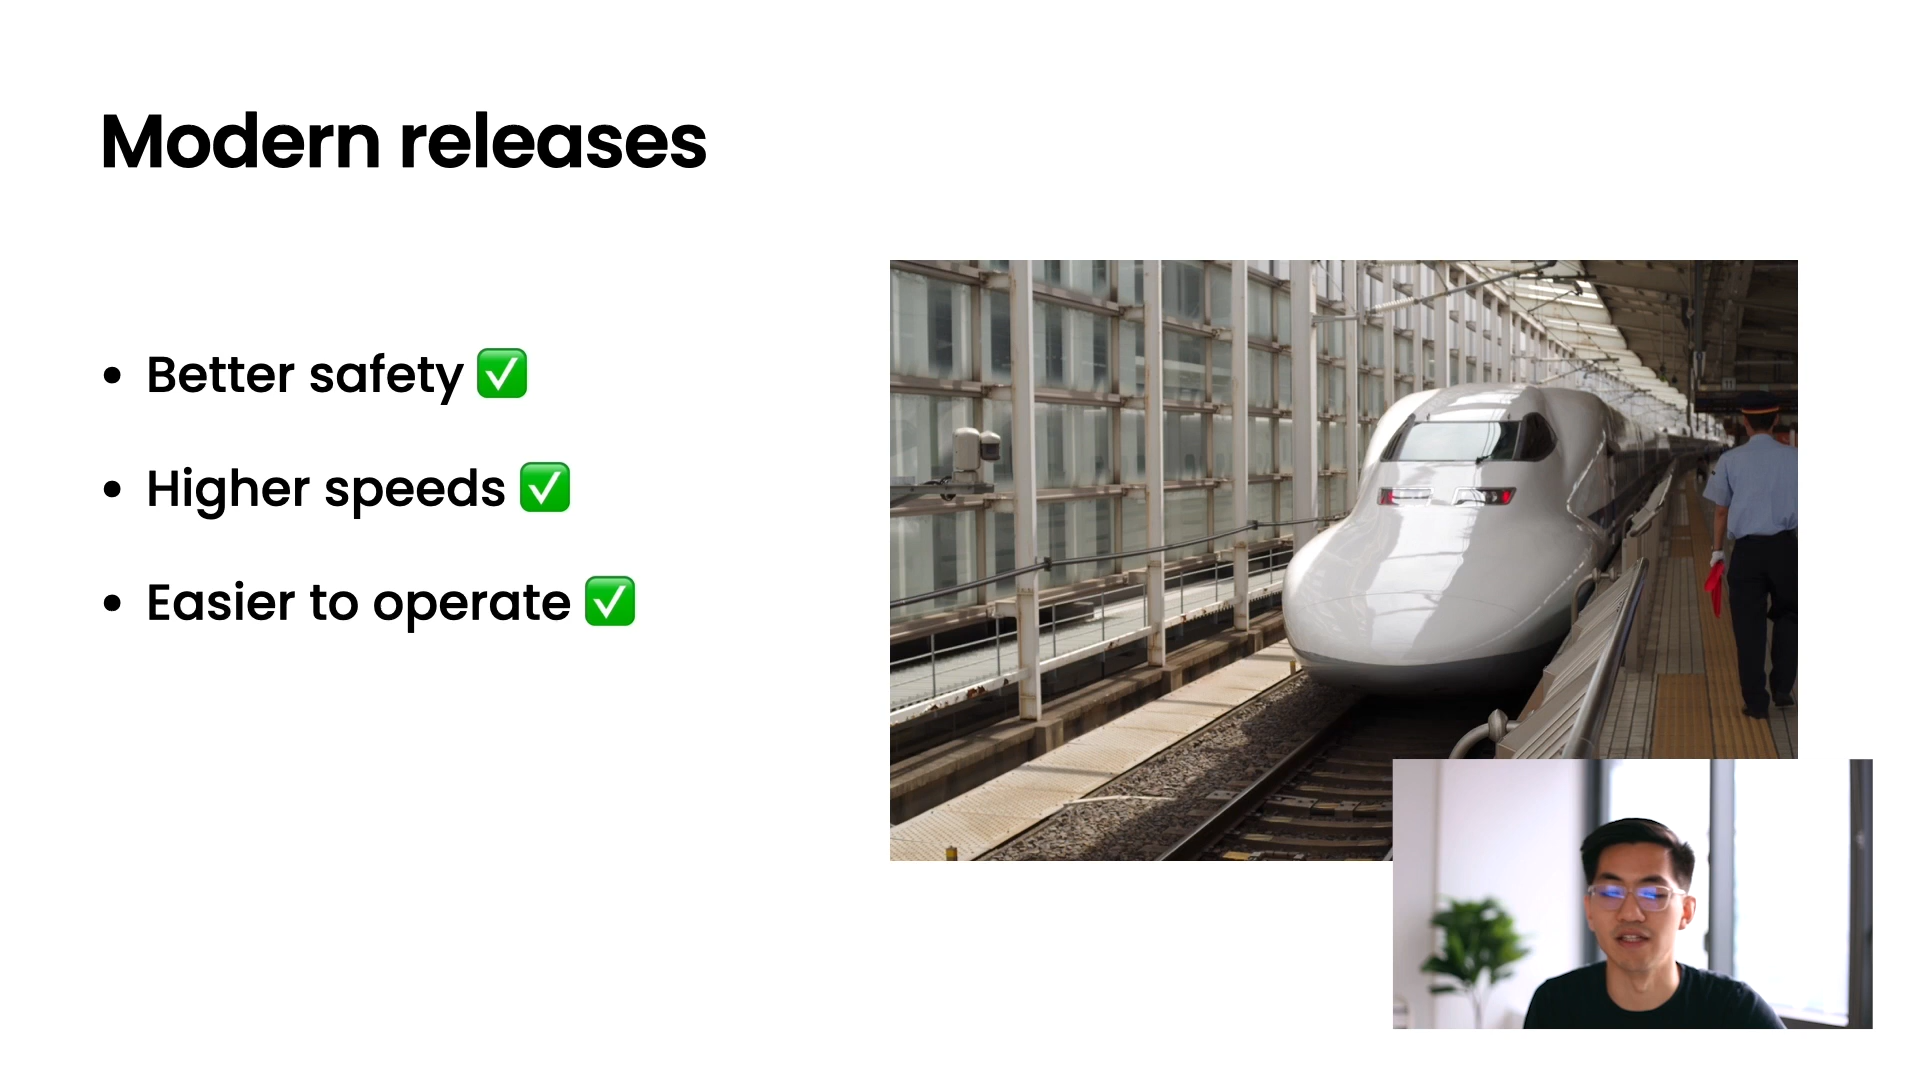 Modern releases
• Better safety ✅
• Higher speeds ✅
• Easier to operate ✅